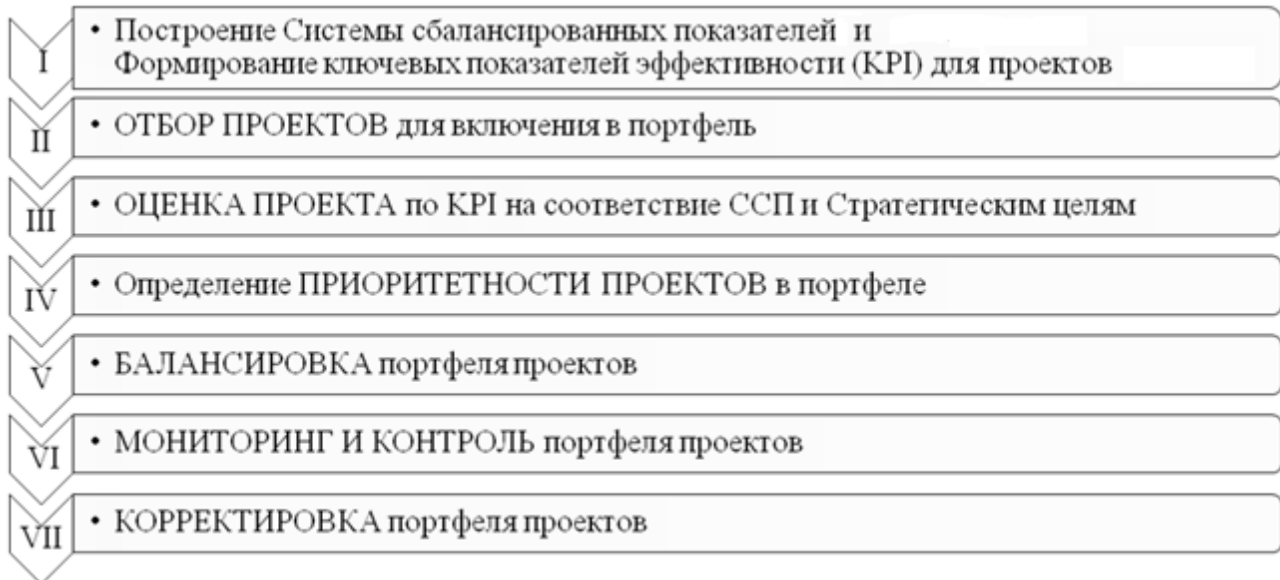 I
• Построение Системы сбалансированных показателей и
Формирование ключевых показателей эффективности (KPI) для проектов
II
• ОТБОР ПРОЕКТОВ для включения в портфель
III
• ОЦЕНКА ПРОЕКТА по KPI на соответствие ССП и Стратегическим целям
IV
• Определение ПРИОРИТЕТНОСТИ ПРОЕКТОВ в портфеле
V
• БАЛАНСИРОВКА портфеля проектов
VI
• МОНИТОРИНГ И КОНТРОЛЬ портфеля проектов
VII
• КОРРЕКТИРОВКА портфеля проектов